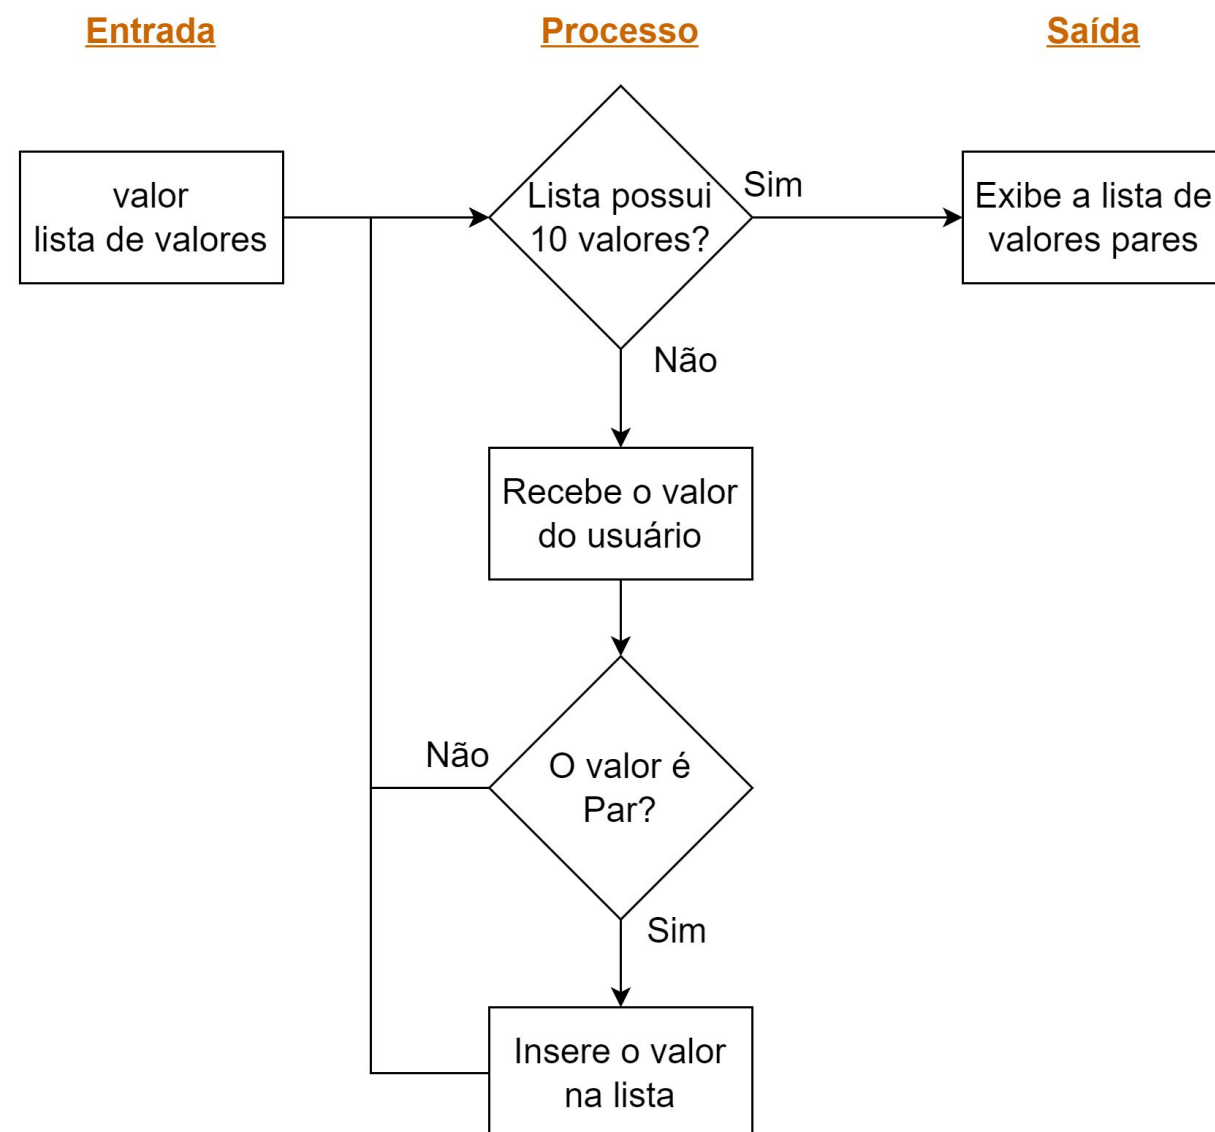 Entrada
Processo
Saída
valor
lista de valores
Lista possui
10 valores?
Sim
Exibe a lista de
valores pares
Não
Recebe o valor
do usuário
Não
O valor é
Par?
Sim
Insere o valor
na lista